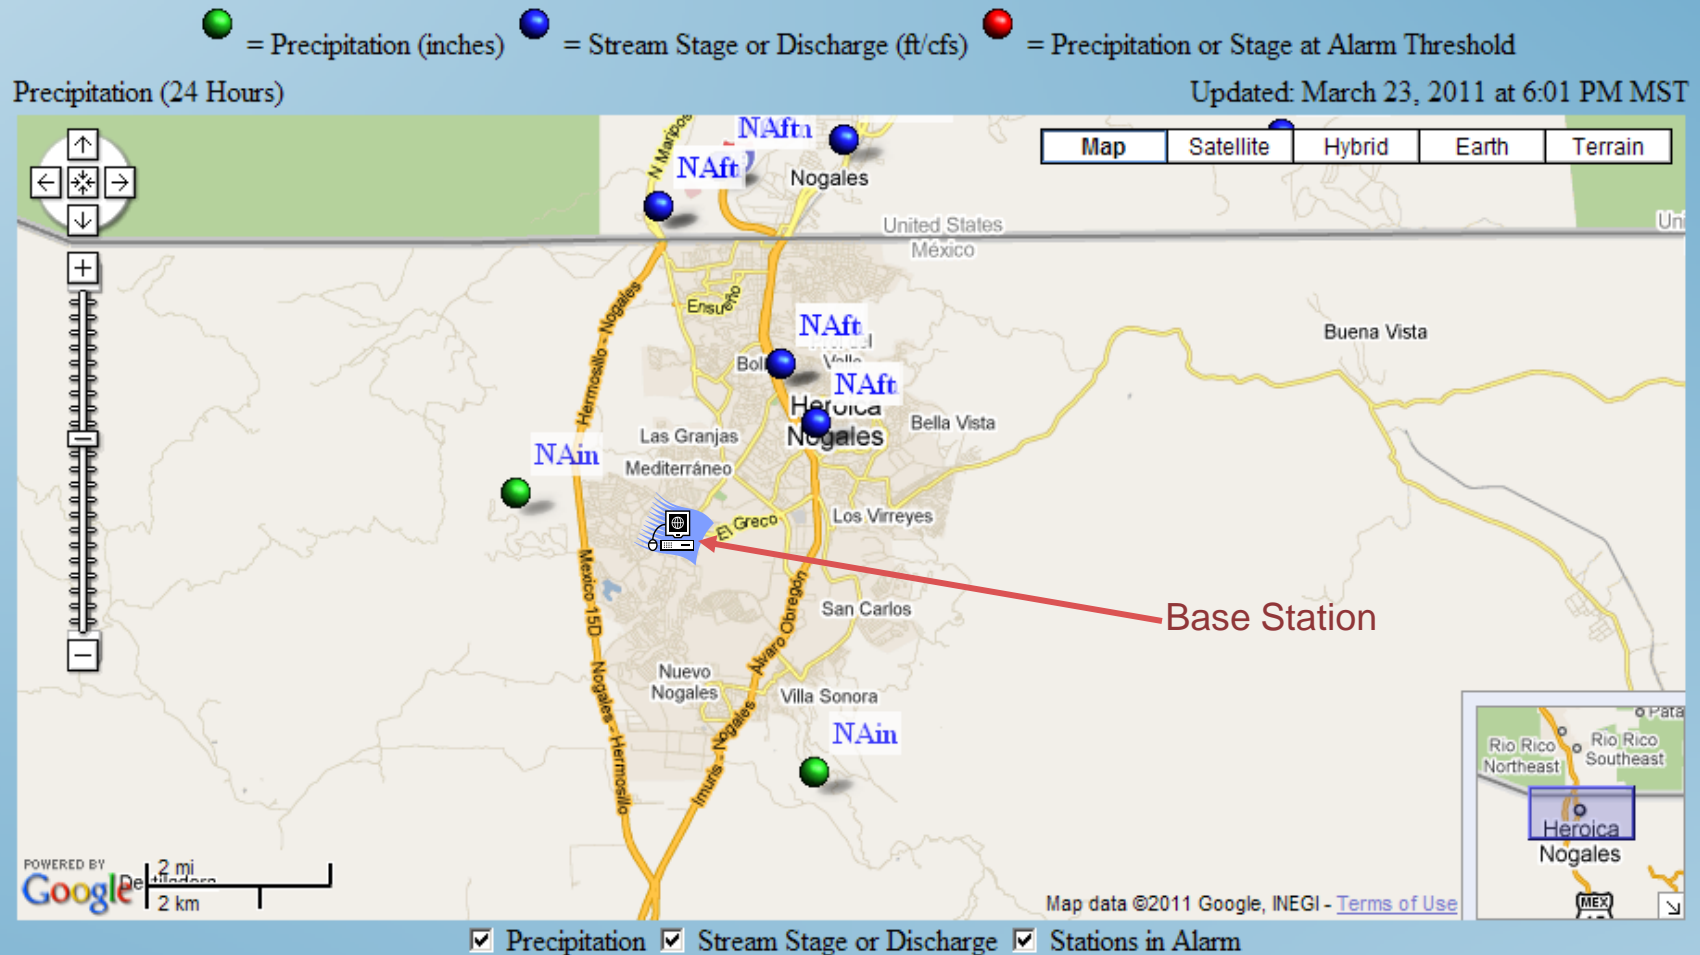 = Precipitation (inches) = Stream Stage or Discharge (ft/cfs) = Precipitation or Stage at Alarm Threshold
Precipitation (24 Hours) Updated: March 23, 2011 at 6:01 PM MST
Map Satellite Hybrid Earth Terrain
N Mariposa
NAft
NAft
Nogales
United States
México
Uni
Ensueño
Hermosillo - Nogales
NAft
Valle
NAft
Heroica
Nogales
Buena Vista
Bella Vista
Las Granjas
Mediterráneo
NAin
El Greco
Los Virreyes
Mexico 15D
San Carlos
Base Station
Alvaro Obregón
Nuevo
Nogales
Villa Sonora
Nogales - Hermosillo
Imuris - Nogales
NAin
Pata
Rio Rico
Northeast
Rio Rico
Southeast
Heroica
Nogales
MEX
POWERED BY
Google
2 mi
2 km
Map data ©2011 Google, INEGI - Terms of Use
Precipitation Stream Stage or Discharge Stations in Alarm